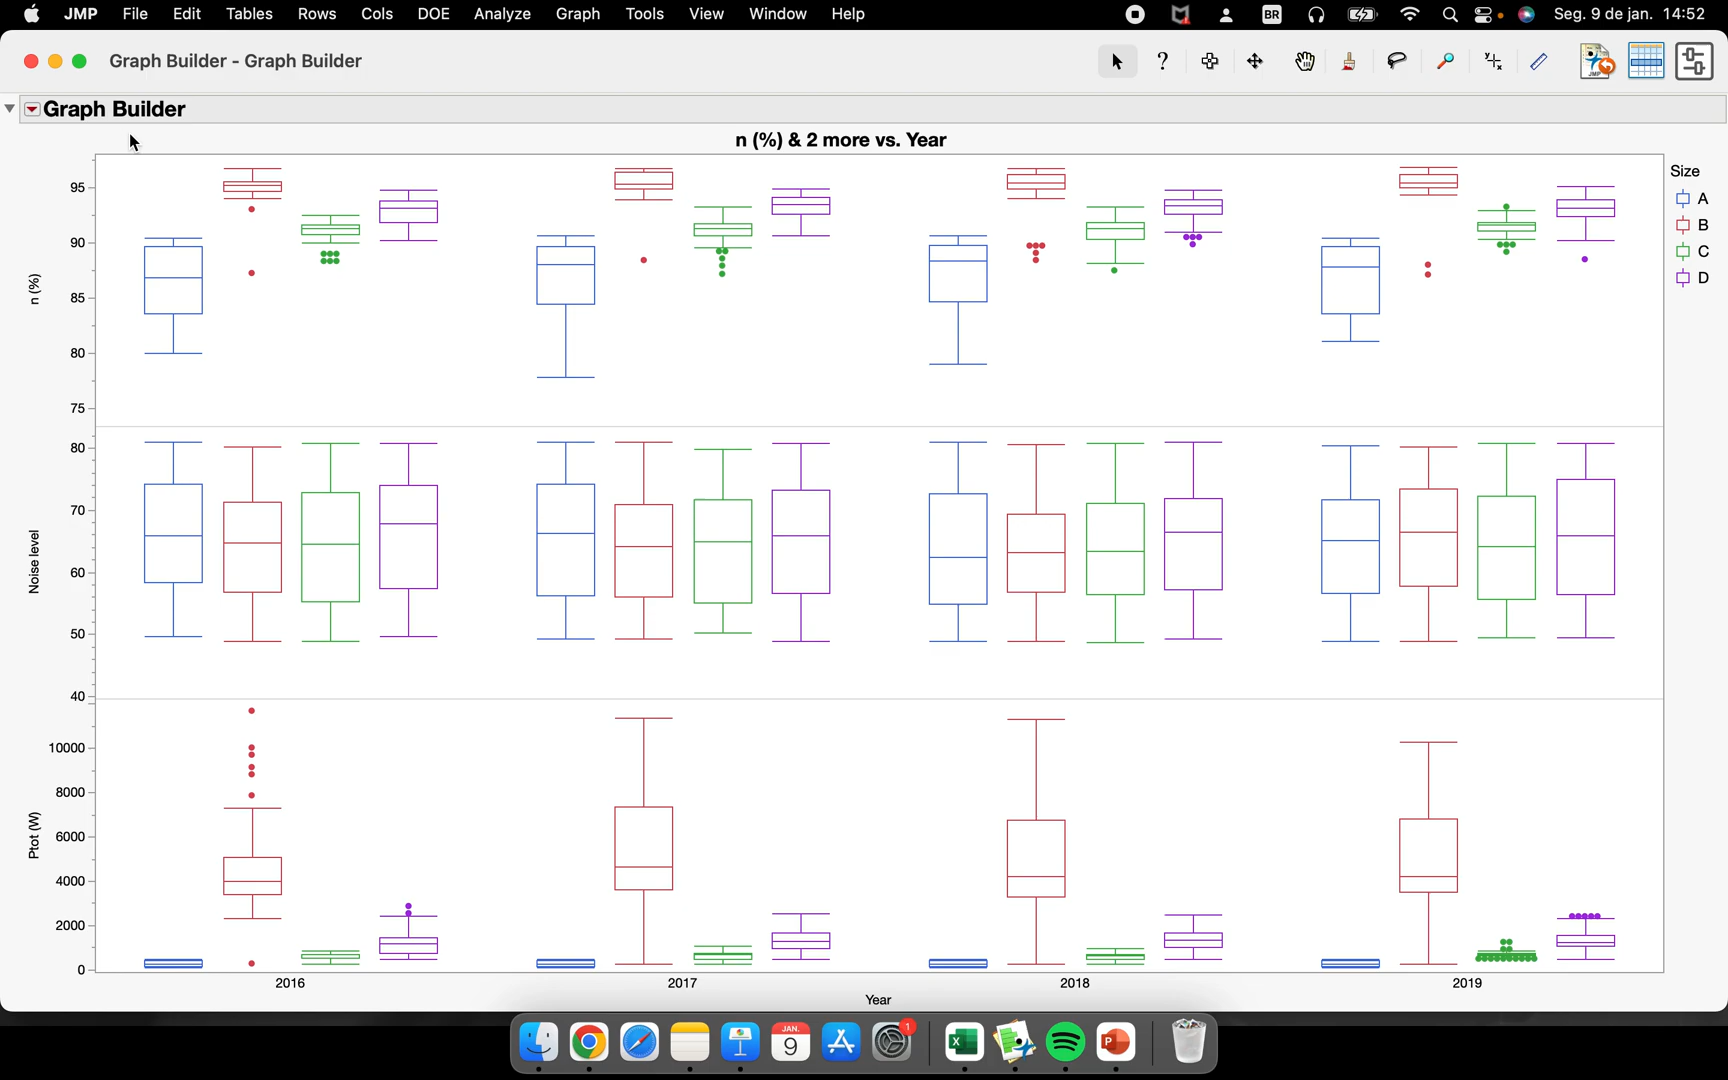 JMP File Edit Tables Rows Cols DOE Analyze Graph Tools View Window Help BR Seg. 9 de jan. 14:52
Graph Builder - Graph Builder ? JMP
Graph Builder
n (%) & 2 more vs. Year
Size
A
B
C
D
n (%)
95
90
85
80
75
Noise level
80
70
60
50
40
Ptot (W)
10000
8000
6000
4000
2000
0
2016 2017 2018 2019
Year
JAN. 9 1 X P